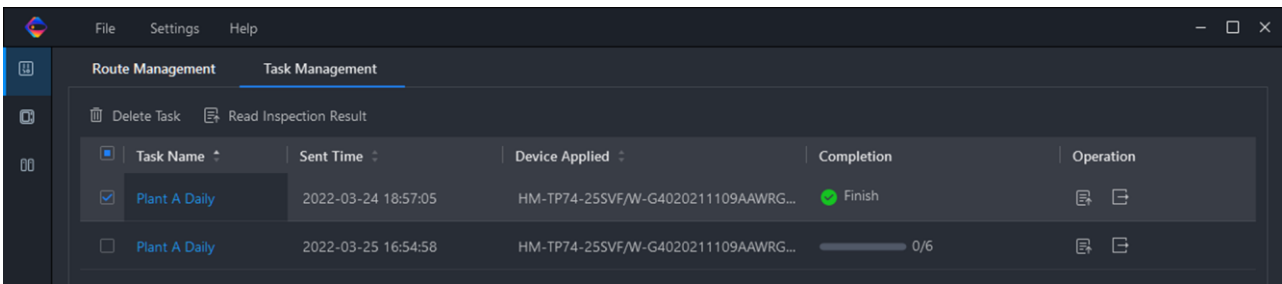 File Settings Help
Route Management Task Management
Delete Task Read Inspection Result
Task Name Sent Time Device Applied Completion Operation
Plant A Daily 2022-03-24 18:57:05 HM-TP74-25SVF/W-G4020211109AAWRG... Finish
Plant A Daily 2022-03-25 16:54:58 HM-TP74-25SVF/W-G4020211109AAWRG... 0/6